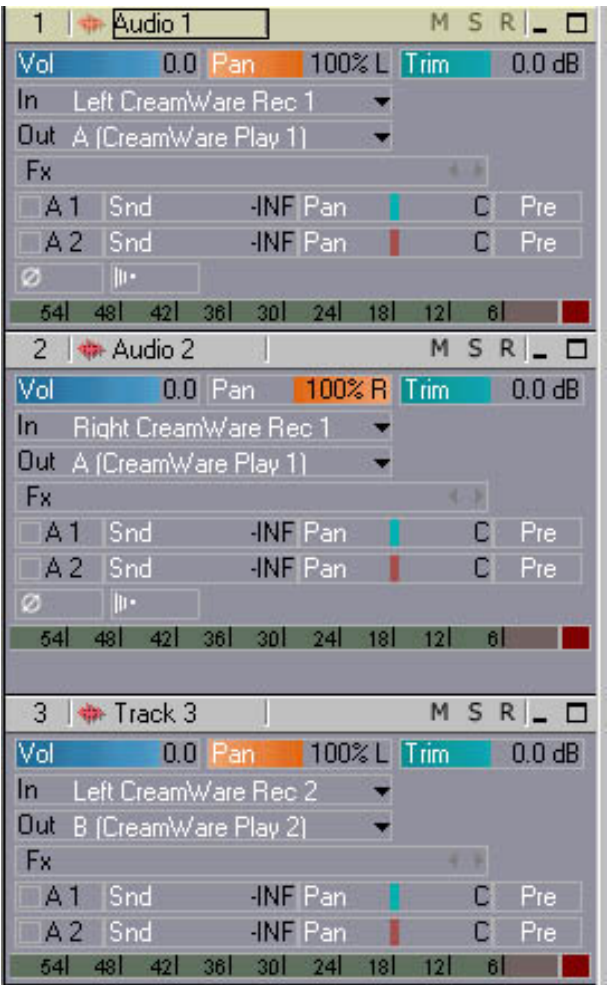 1 Audio 1 M S R
Vol 0.0 Pan 100% L Trim 0.0 dB
In Left CreamWare Rec 1
Out A (CreamWare Play 1)
Fx
A 1 Snd -INF Pan C Pre
A 2 Snd -INF Pan C Pre
54 48 42 36 30 24 18 12 6
2 Audio 2 M S R
Vol 0.0 Pan 100% R Trim 0.0 dB
In Right CreamWare Rec 1
Out A (CreamWare Play 1)
Fx
A 1 Snd -INF Pan C Pre
A 2 Snd -INF Pan C Pre
54 48 42 36 30 24 18 12 6
3 Track 3 M S R
Vol 0.0 Pan 100% L Trim 0.0 dB
In Left CreamWare Rec 2
Out B (CreamWare Play 2)
Fx
A 1 Snd -INF Pan C Pre
A 2 Snd -INF Pan C Pre
54 48 42 36 30 24 18 12 6